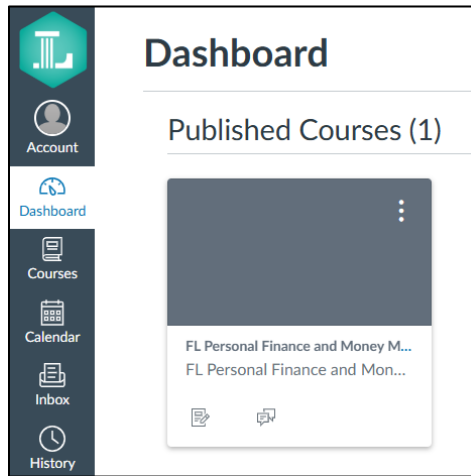 Dashboard
Published Courses (1)
Account
Dashboard
Courses
Calendar
Inbox
History
FL Personal Finance and Money M...
FL Personal Finance and Mon...